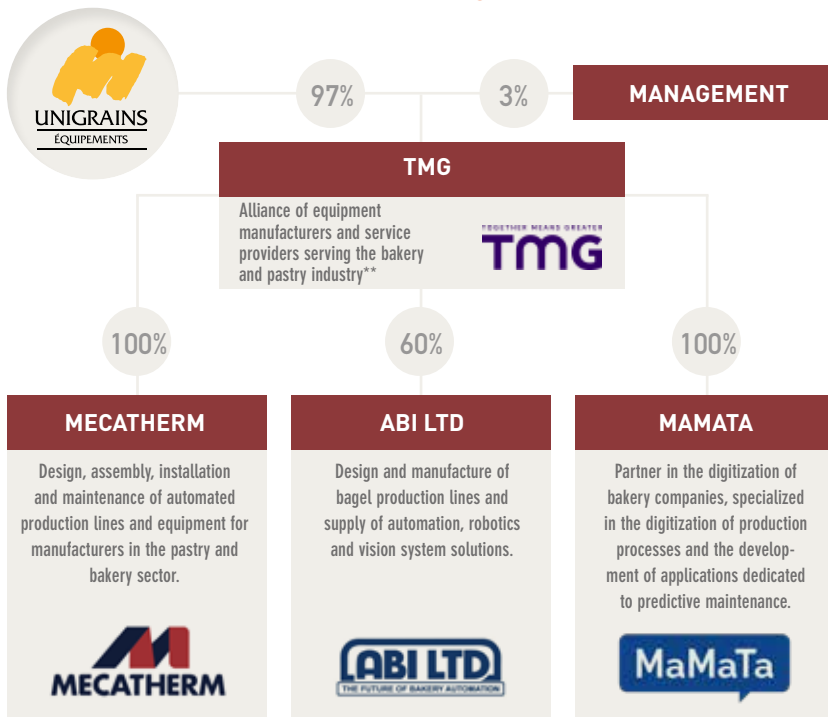 UNIGRAINS
ÉQUIPEMENTS
97%
3%
MANAGEMENT
TMG
Alliance of equipment
manufacturers and service
providers serving the bakery
and pastry industry**
TOGETHER MEANS GREATER
TMG
100%
60%
100%
MECATHERM
Design, assembly, installation
and maintenance of automated
production lines and equipment for
manufacturers in the pastry and
bakery sector.
MECATHERM
ABI LTD
Design and manufacture of
bagel production lines and
supply of automation, robotics
and vision system solutions.
ABI LTD
THE FUTURE OF BAKERY AUTOMATION
MAMATA
Partner in the digitization of
bakery companies, specialized
in the digitization of production
processes and the develop-
ment of applications dedicated
to predictive maintenance.
MaMaTa